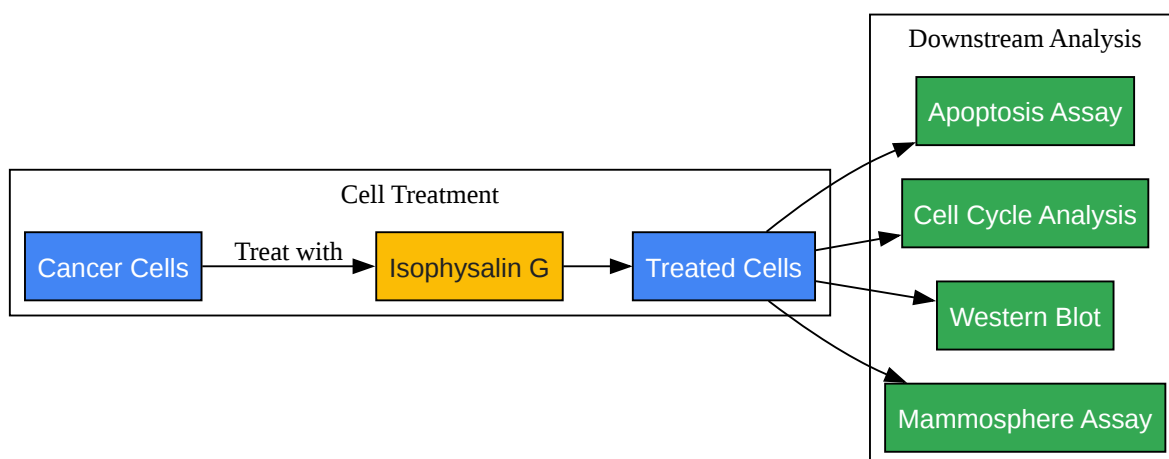 Cell Treatment
Cancer Cells
Treat with
Isophysalin G
Treated Cells
Downstream Analysis
Apoptosis Assay
Cell Cycle Analysis
Western Blot
Mammosphere Assay